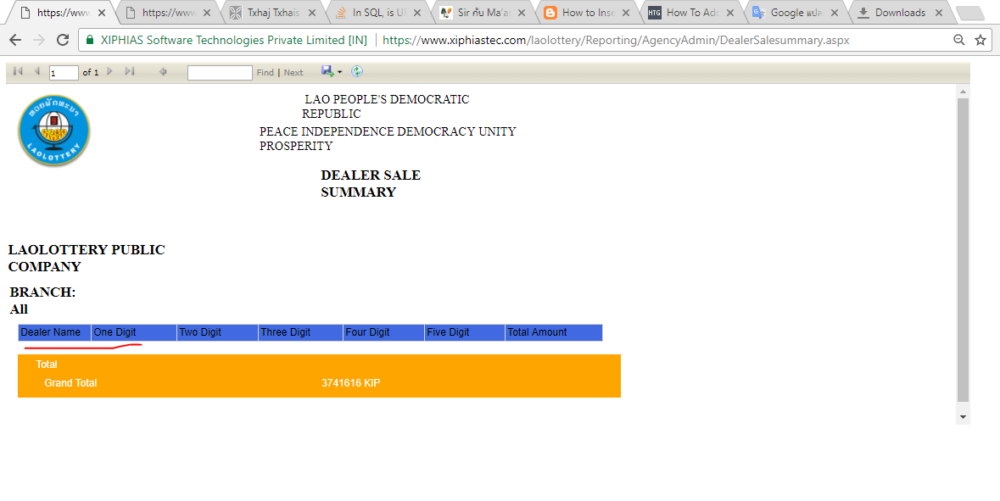 https://www
https://www
Txhaj Txhais
In SQL, is U
Sir กับ Ma'a
How to Inse
HTG How To Add
Google แปล
Downloads
XIPHIAS Software Technologies Private Limited [IN] https://www.xiphiastec.com/laolottery/Reporting/AgencyAdmin/DealerSalesummary.aspx
1 of 1 Find | Next
LAOLOTTERY
LAO PEOPLE'S DEMOCRATIC
REPUBLIC
PEACE INDEPENDENCE DEMOCRACY UNITY
PROSPERITY
DEALER SALE
SUMMARY
LAOLOTTERY PUBLIC
COMPANY
BRANCH:
All
Dealer Name One Digit Two Digit Three Digit Four Digit Five Digit Total Amount
Total
Grand Total 3741616 KIP